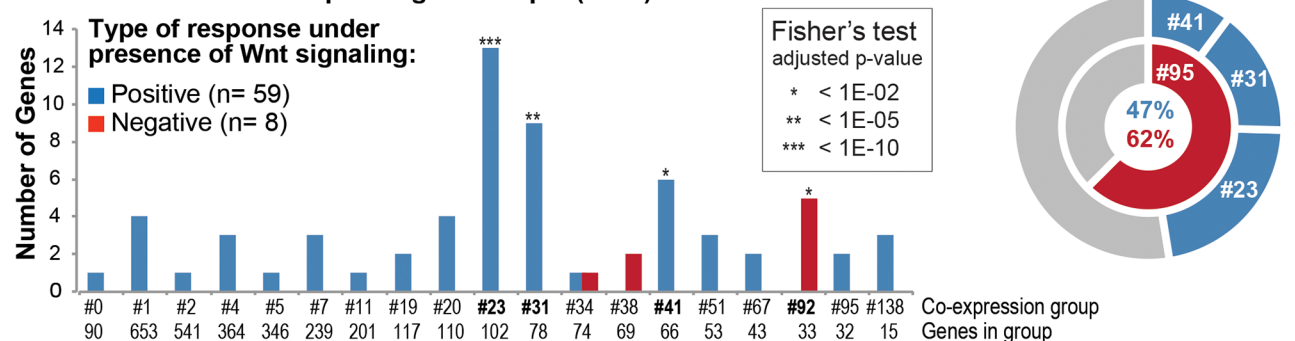 14
12
10
8
6
4
2
0
Number of Genes
Type of response under
presence of Wnt signaling:
Positive (n= 59)
Negative (n= 8)
***
**
*
*
Fisher's test
adjusted p-value
* < 1E-02
** < 1E-05
*** < 1E-10
#0 #1 #2 #4 #5 #7 #11 #19 #20 #23 #31 #34 #38 #41 #51 #67 #92 #95 #138 Co-expression group
90 653 541 364 346 239 201 117 110 102 78 74 69 66 53 43 33 32 15 Genes in group
#41
#95
#31
47%
62%
#23